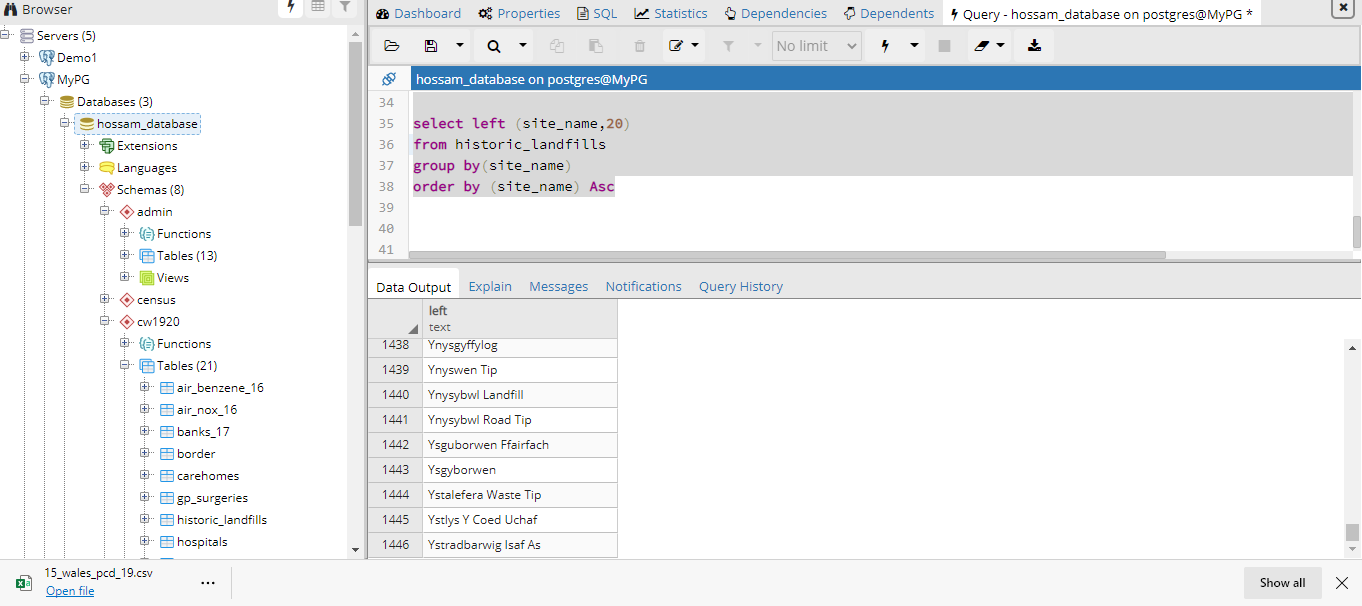 Browser
Servers (5)
Demo1
MyPG
Databases (3)
hossam_database
Extensions
Languages
Schemas (8)
admin
Functions
Tables (13)
Views
census
cw1920
Functions
Tables (21)
air_benzene_16
air_nox_16
banks_17
border
carehomes
gp_surgeries
historic_landfills
hospitals
Dashboard Properties SQL Statistics Dependencies Dependents Query - hossam_database on postgres@MyPG *
No limit
hossam_database on postgres@MyPG
34
35 select left (site_name,20)
36 from historic_landfills
37 group by(site_name)
38 order by (site_name) Asc
39
40
41
Data Output Explain Messages Notifications Query History
left
text
1438 Ynysgyffylog
1439 Ynyswen Tip
1440 Ynysybwl Landfill
1441 Ynysybwl Road Tip
1442 Ysguborwen Ffairfach
1443 Ysgyborwen
1444 Ystalefera Waste Tip
1445 Ystlys Y Coed Uchaf
1446 Ystradbarwig Isaf As
15_wales_pcd_19.csv
Open file
Show all